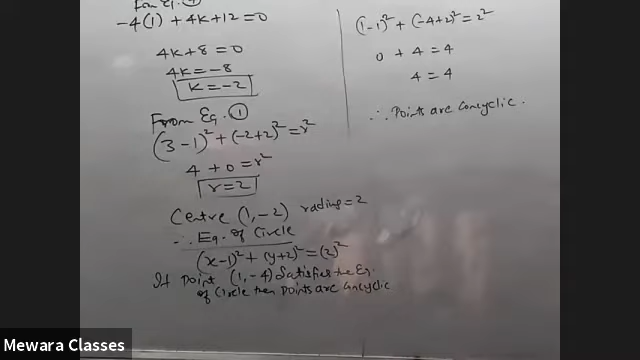 From Eq. ④
-4(1) + 4k + 12 = 0
4k + 8 = 0
4k = -8
k = -2
From Eq. ①
(3-1)² + (-2+2)² = r²
4 + 0 = r²
r = 2
Centre (1, -2) radius = 2
∴ Eq. of Circle
(x-1)² + (y+2)² = (2)²
If point (1, -4) satisfies the Eq.
of Circle then points are concyclic
(1-1)² + (-4+2)² = 2²
0 + 4 = 4
4 = 4
∴ Points are concyclic.
Mewara Classes